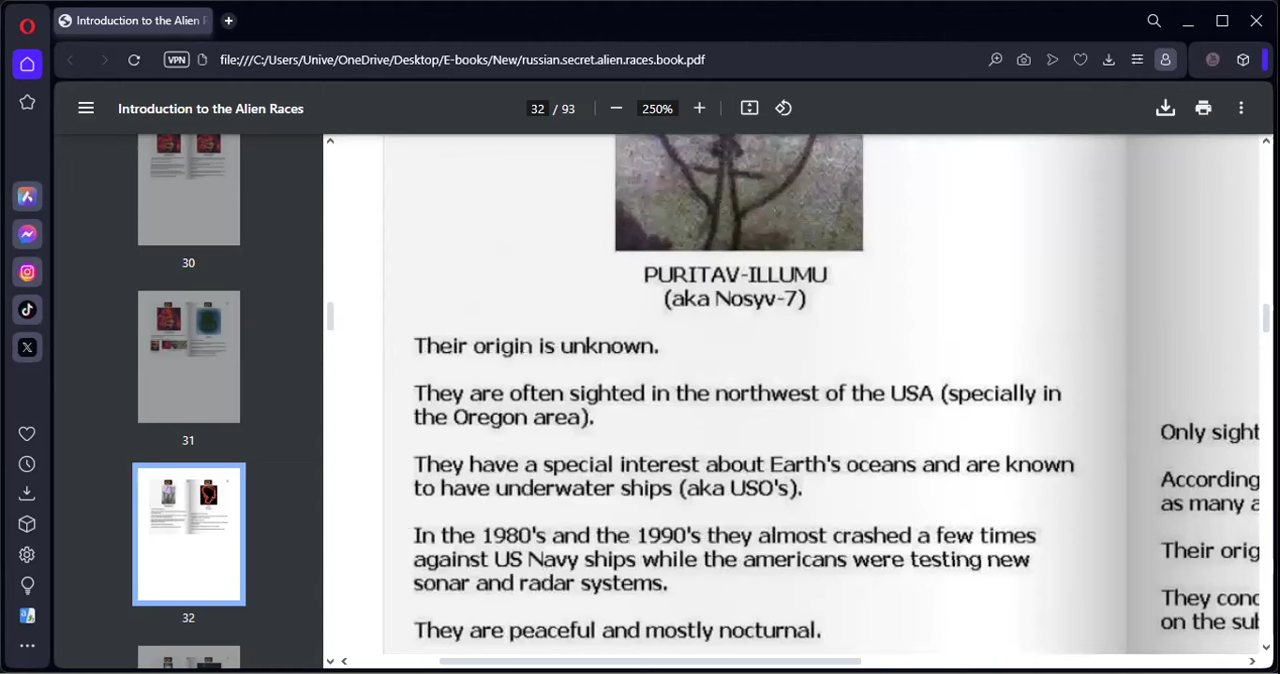 Introduction to the Alien R
VPN
file:///C:/Users/Unive/OneDrive/Desktop/E-books/New/russian.secret.alien.races.book.pdf
Introduction to the Alien Races
32 / 93
250%
30
31
32
PURITAV-ILLUMU
(aka Nosyv-7)
Their origin is unknown.
They are often sighted in the northwest of the USA (specially in
the Oregon area).
They have a special interest about Earth's oceans and are known
to have underwater ships (aka USO's).
In the 1980's and the 1990's they almost crashed a few times
against US Navy ships while the americans were testing new
sonar and radar systems.
They are peaceful and mostly nocturnal.
Only sight
According
as many a
Their orig
They conc
on the sub